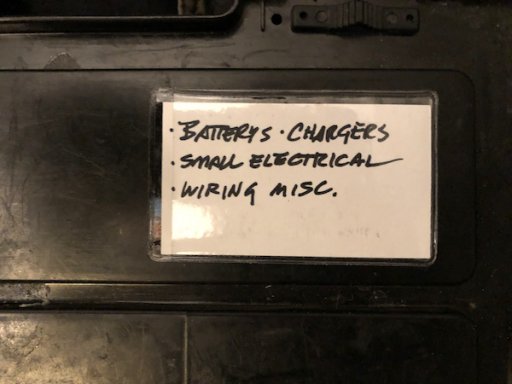 · BATTERYS · CHARGERS
· SMALL ELECTRICAL
· WIRING MISC.